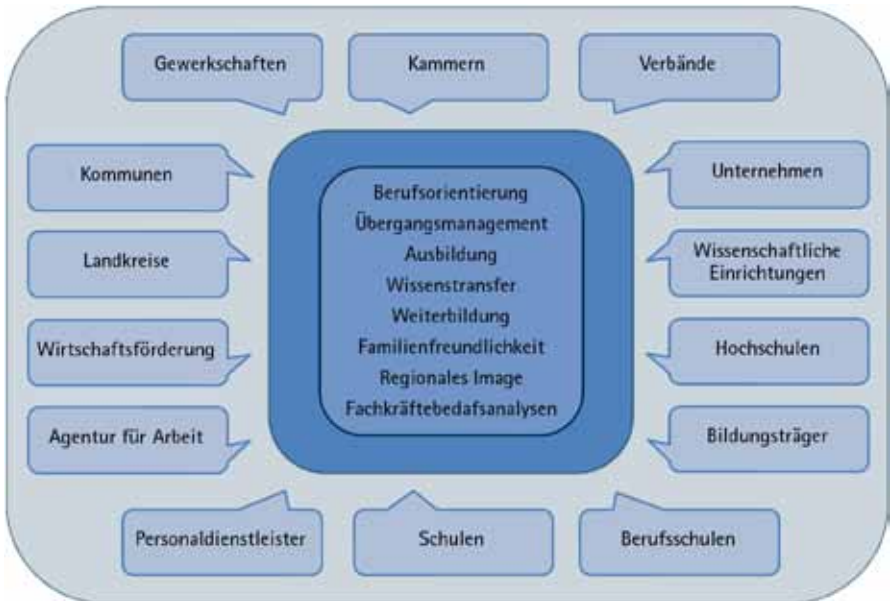 Gewerkschaften
Kammern
Verbände
Kommunen
Landkreise
Wirtschaftsförderung
Agentur für Arbeit
Berufsorientierung
Übergangsmanagement
Ausbildung
Wissenstransfer
Weiterbildung
Familienfreundlichkeit
Regionales Image
Fachkräftebedafsanalysen
Unternehmen
Wissenschaftliche
Einrichtungen
Hochschulen
Bildungsträger
Personaldienstleister
Schulen
Berufsschulen